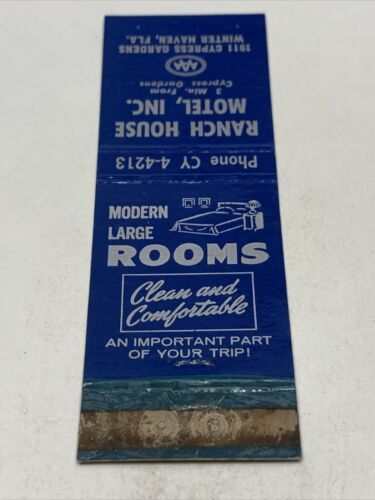 RANCH HOUSE
MOTEL, INC.
3 Min. From
Cypress Gardens
AAA
1911 CYPRESS GARDENS
WINTER HAVEN, FLA.
Phone CY 4-4213
MODERN
LARGE
ROOMS
Clean and
Comfortable
AN IMPORTANT PART
OF YOUR TRIP!